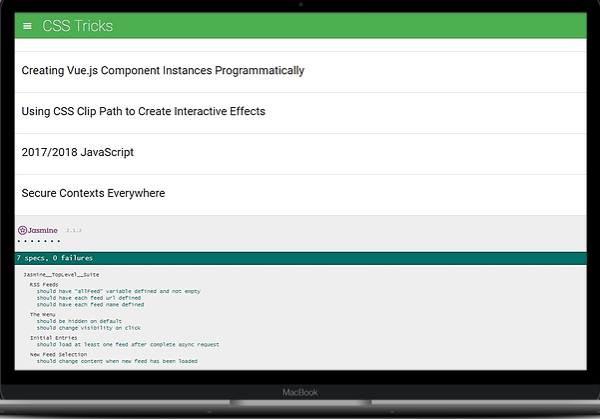 CSS Tricks
Creating Vue.js Component Instances Programmatically
Using CSS Clip Path to Create Interactive Effects
2017/2018 JavaScript
Secure Contexts Everywhere
Jasmine 2.1.2
7 specs, 0 failures
Jasmine__TopLevel__Suite
RSS Feeds
should have "allFeed" variable defined and not empty
should have each feed url defined
should have each feed name defined
The Menu
should be hidden on default
should change visibility on click
Initial Entries
should load at least one feed after complete async request
New Feed Selection
should change content when new feed has been loaded
MacBook